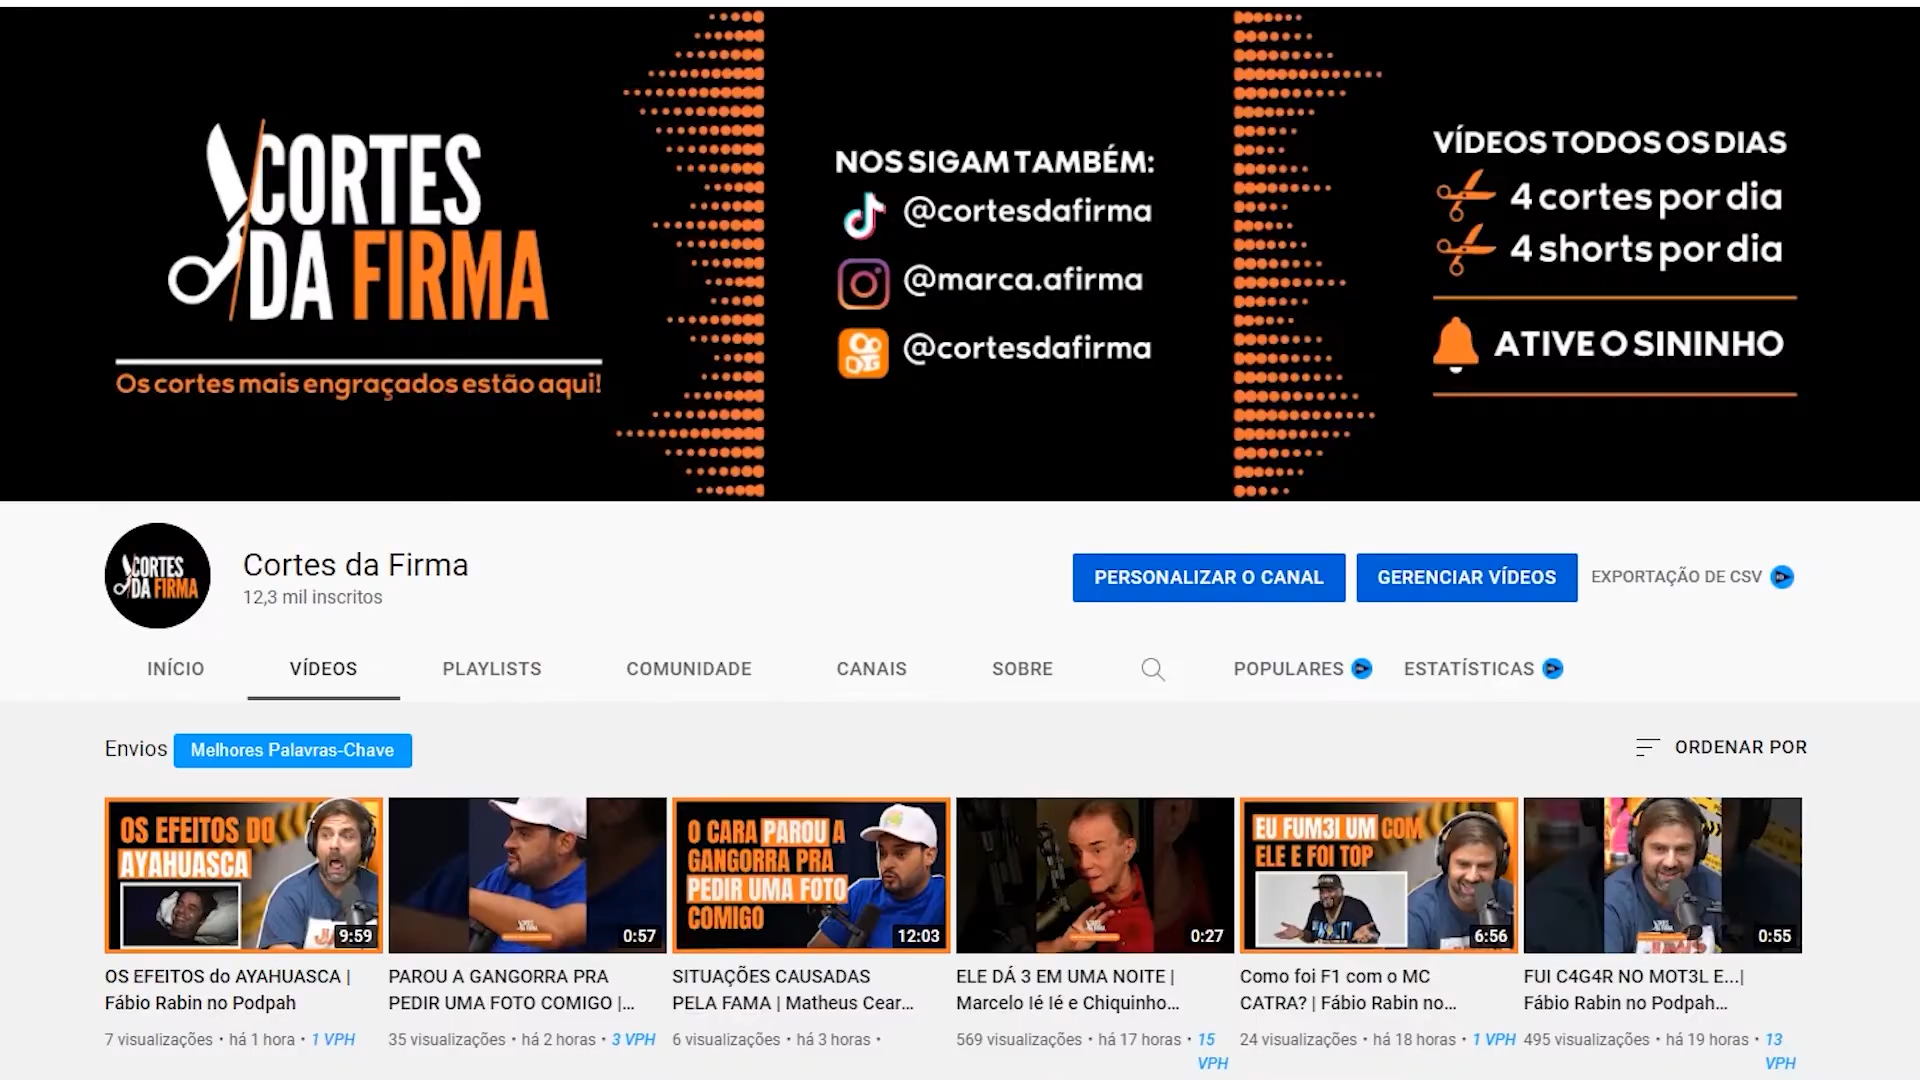 CORTES
DA FIRMA
Os cortes mais engraçados estão aqui!
NOS SIGAM TAMBÉM:
@cortesdafirma
@marca.afirma
@cortesdafirma
VÍDEOS TODOS OS DIAS
4 cortes por dia
4 shorts por dia
ATIVE O SININHO
CORTES
DA FIRMA
Cortes da Firma
12,3 mil inscritos
PERSONALIZAR O CANAL
GERENCIAR VÍDEOS
EXPORTAÇÃO DE CSV
INÍCIO
VÍDEOS
PLAYLISTS
COMUNIDADE
CANAIS
SOBRE
POPULARES
ESTATÍSTICAS
Envios
Melhores Palavras-Chave
ORDENAR POR
OS EFEITOS DO
AYAHUASCA
9:59
0:57
O CARA PAROU A
GANGORRA PRA
PEDIR UMA FOTO
COMIGO
12:03
0:27
EU FUM3I UM COM
ELE E FOI TOP
6:56
0:55
OS EFEITOS do AYAHUASCA |
Fábio Rabin no Podpah
7 visualizações • há 1 hora • 1 VPH
PAROU A GANGORRA PRA
PEDIR UMA FOTO COMIGO |...
35 visualizações • há 2 horas • 3 VPH
SITUAÇÕES CAUSADAS
PELA FAMA | Matheus Cear...
6 visualizações • há 3 horas •
ELE DÁ 3 EM UMA NOITE |
Marcelo Ié Ié e Chiquinho...
569 visualizações • há 17 horas • 15
VPH
Como foi F1 com o MC
CATRA? | Fábio Rabin no...
24 visualizações • há 18 horas • 1 VPH
FUI C4G4R NO MOT3L E...|
Fábio Rabin no Podpah...
495 visualizações • há 19 horas • 13
VPH